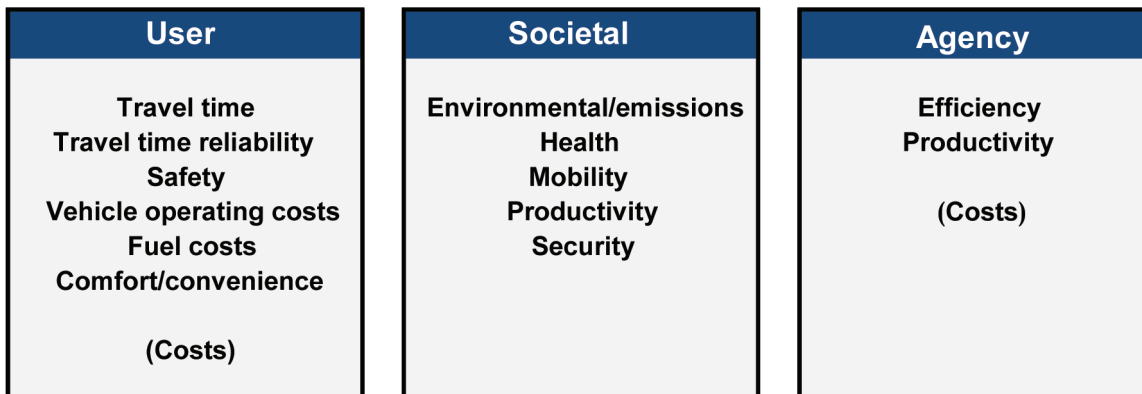 User
Travel time
Travel time reliability
Safety
Vehicle operating costs
Fuel costs
Comfort/convenience
(Costs)
Societal
Environmental/emissions
Health
Mobility
Productivity
Security
Agency
Efficiency
Productivity
(Costs)